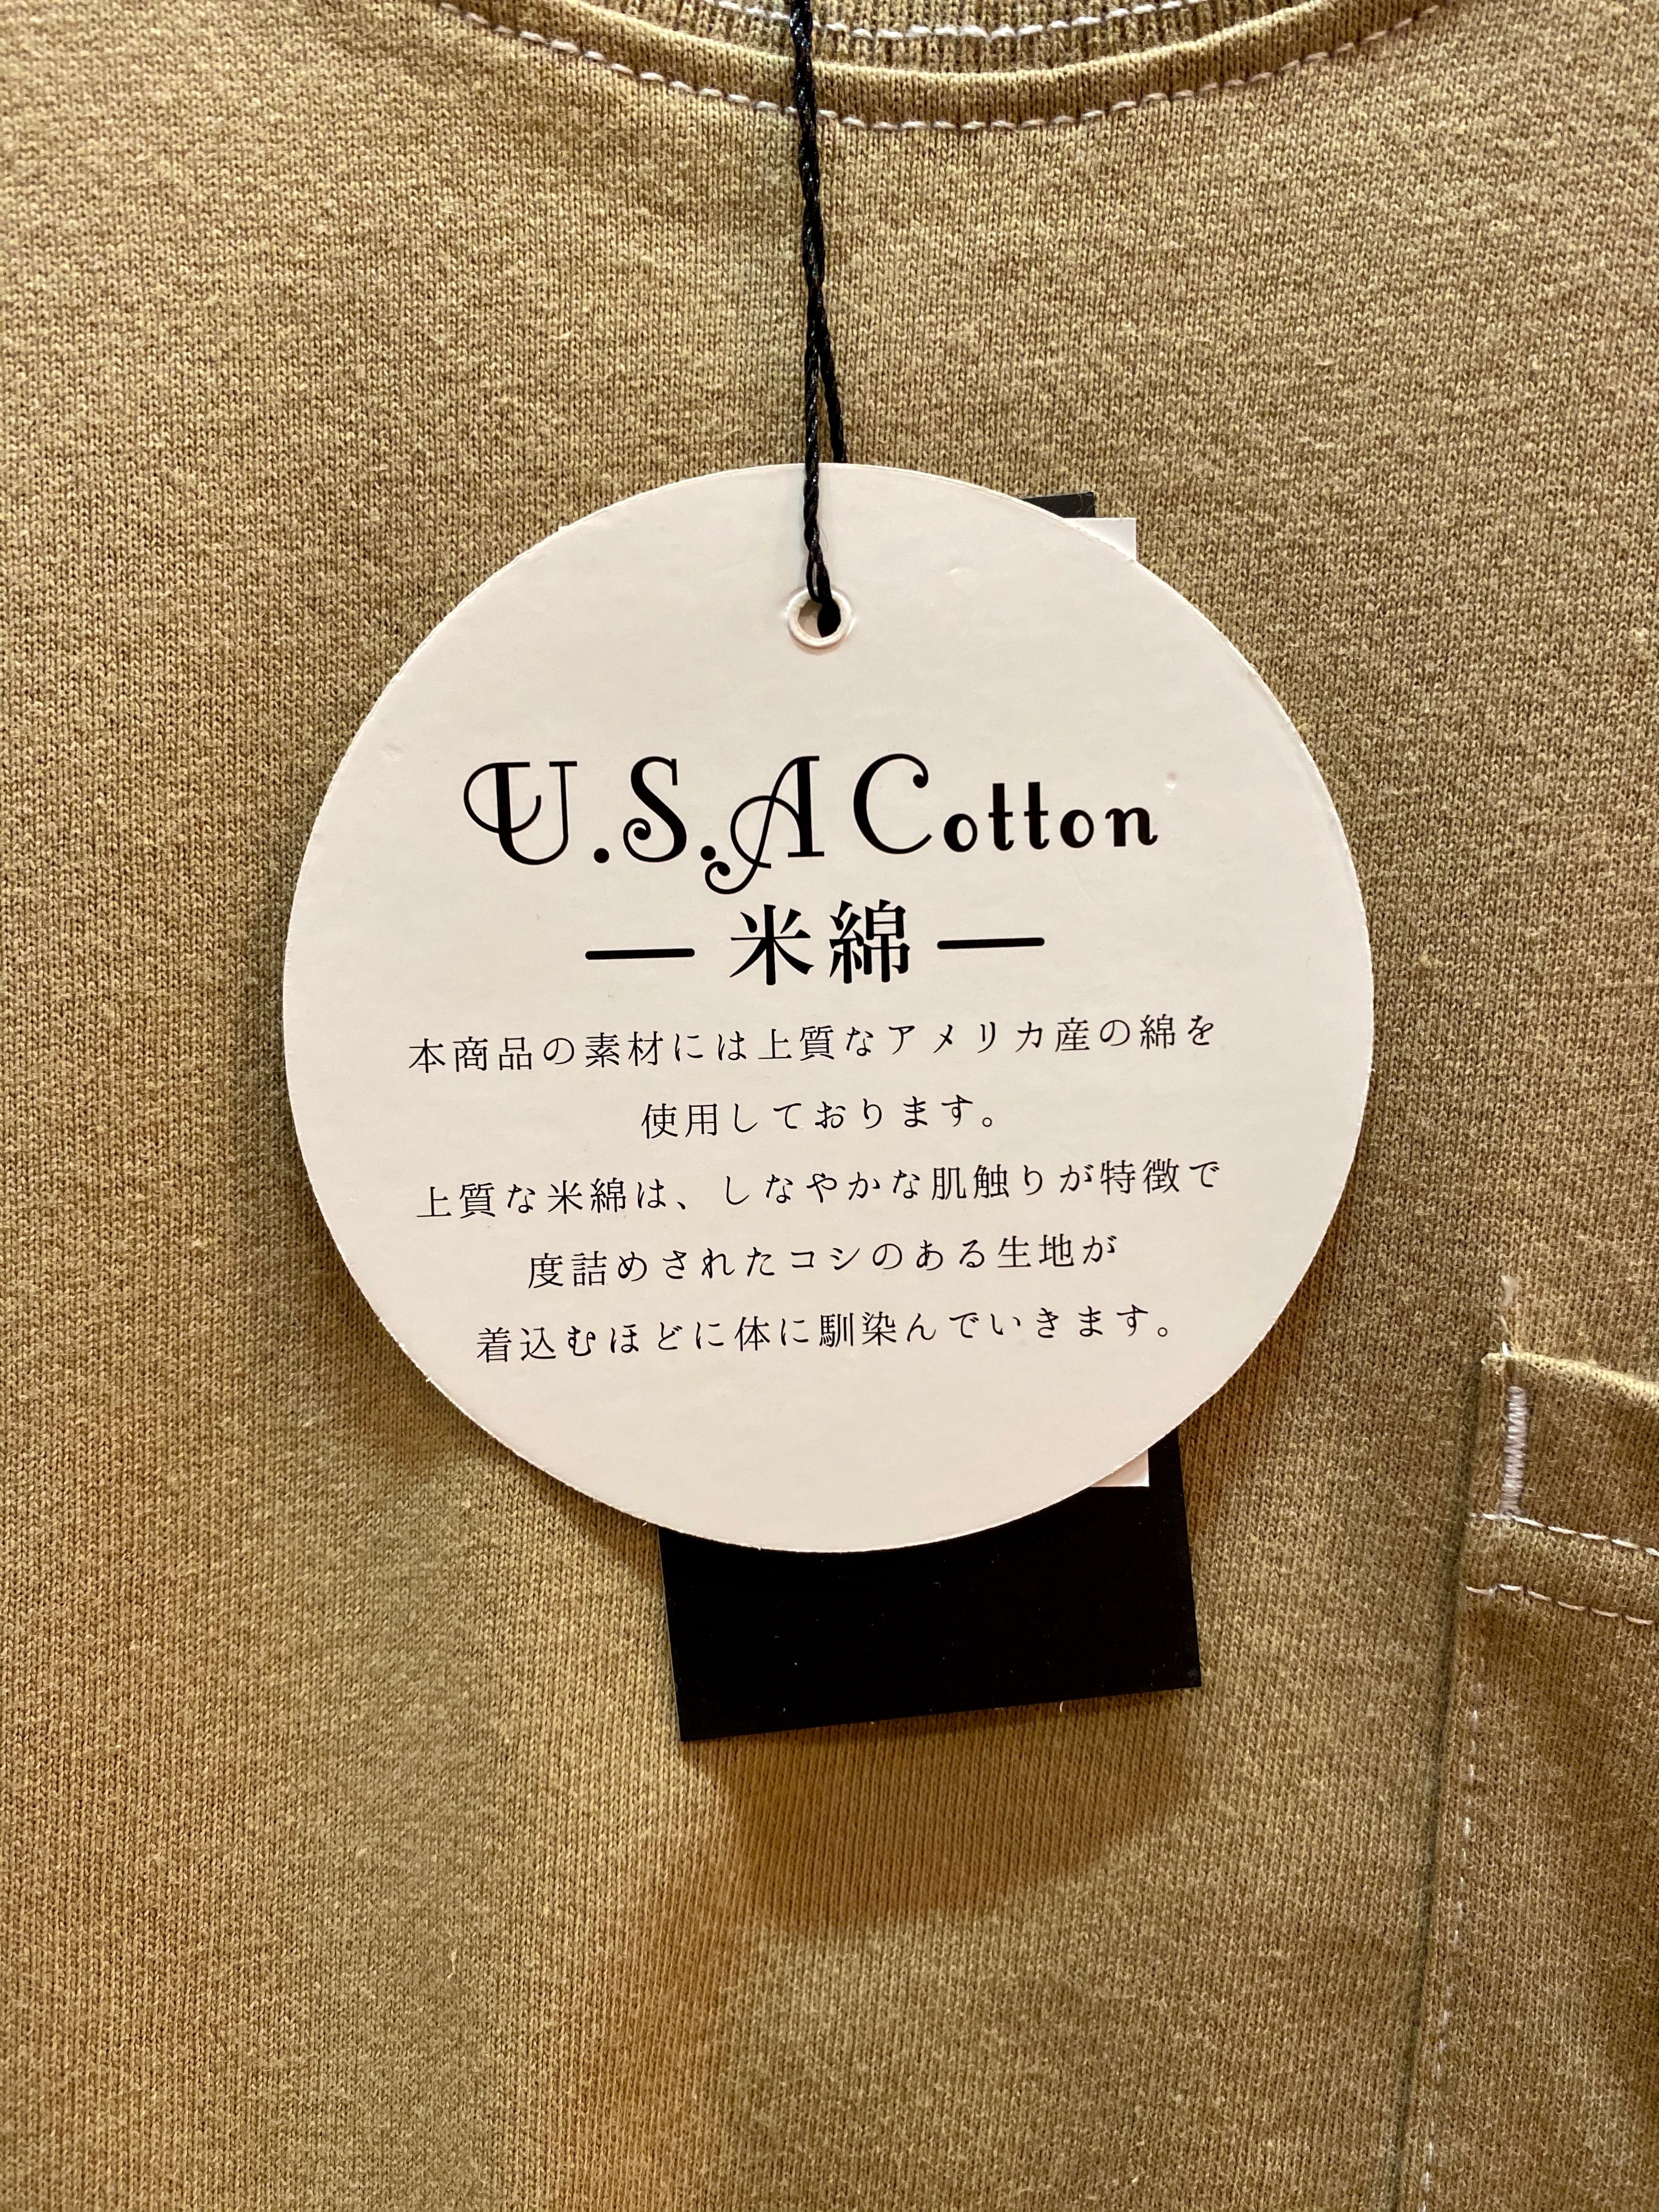 U.S.A Cotton
米綿
本商品の素材には上質なアメリカ産の綿を
使用しております。
上質な米綿は、しなやかな肌触りが特徴で
度詰めされたコシのある生地が
着込むほどに体に馴染んでいきます。